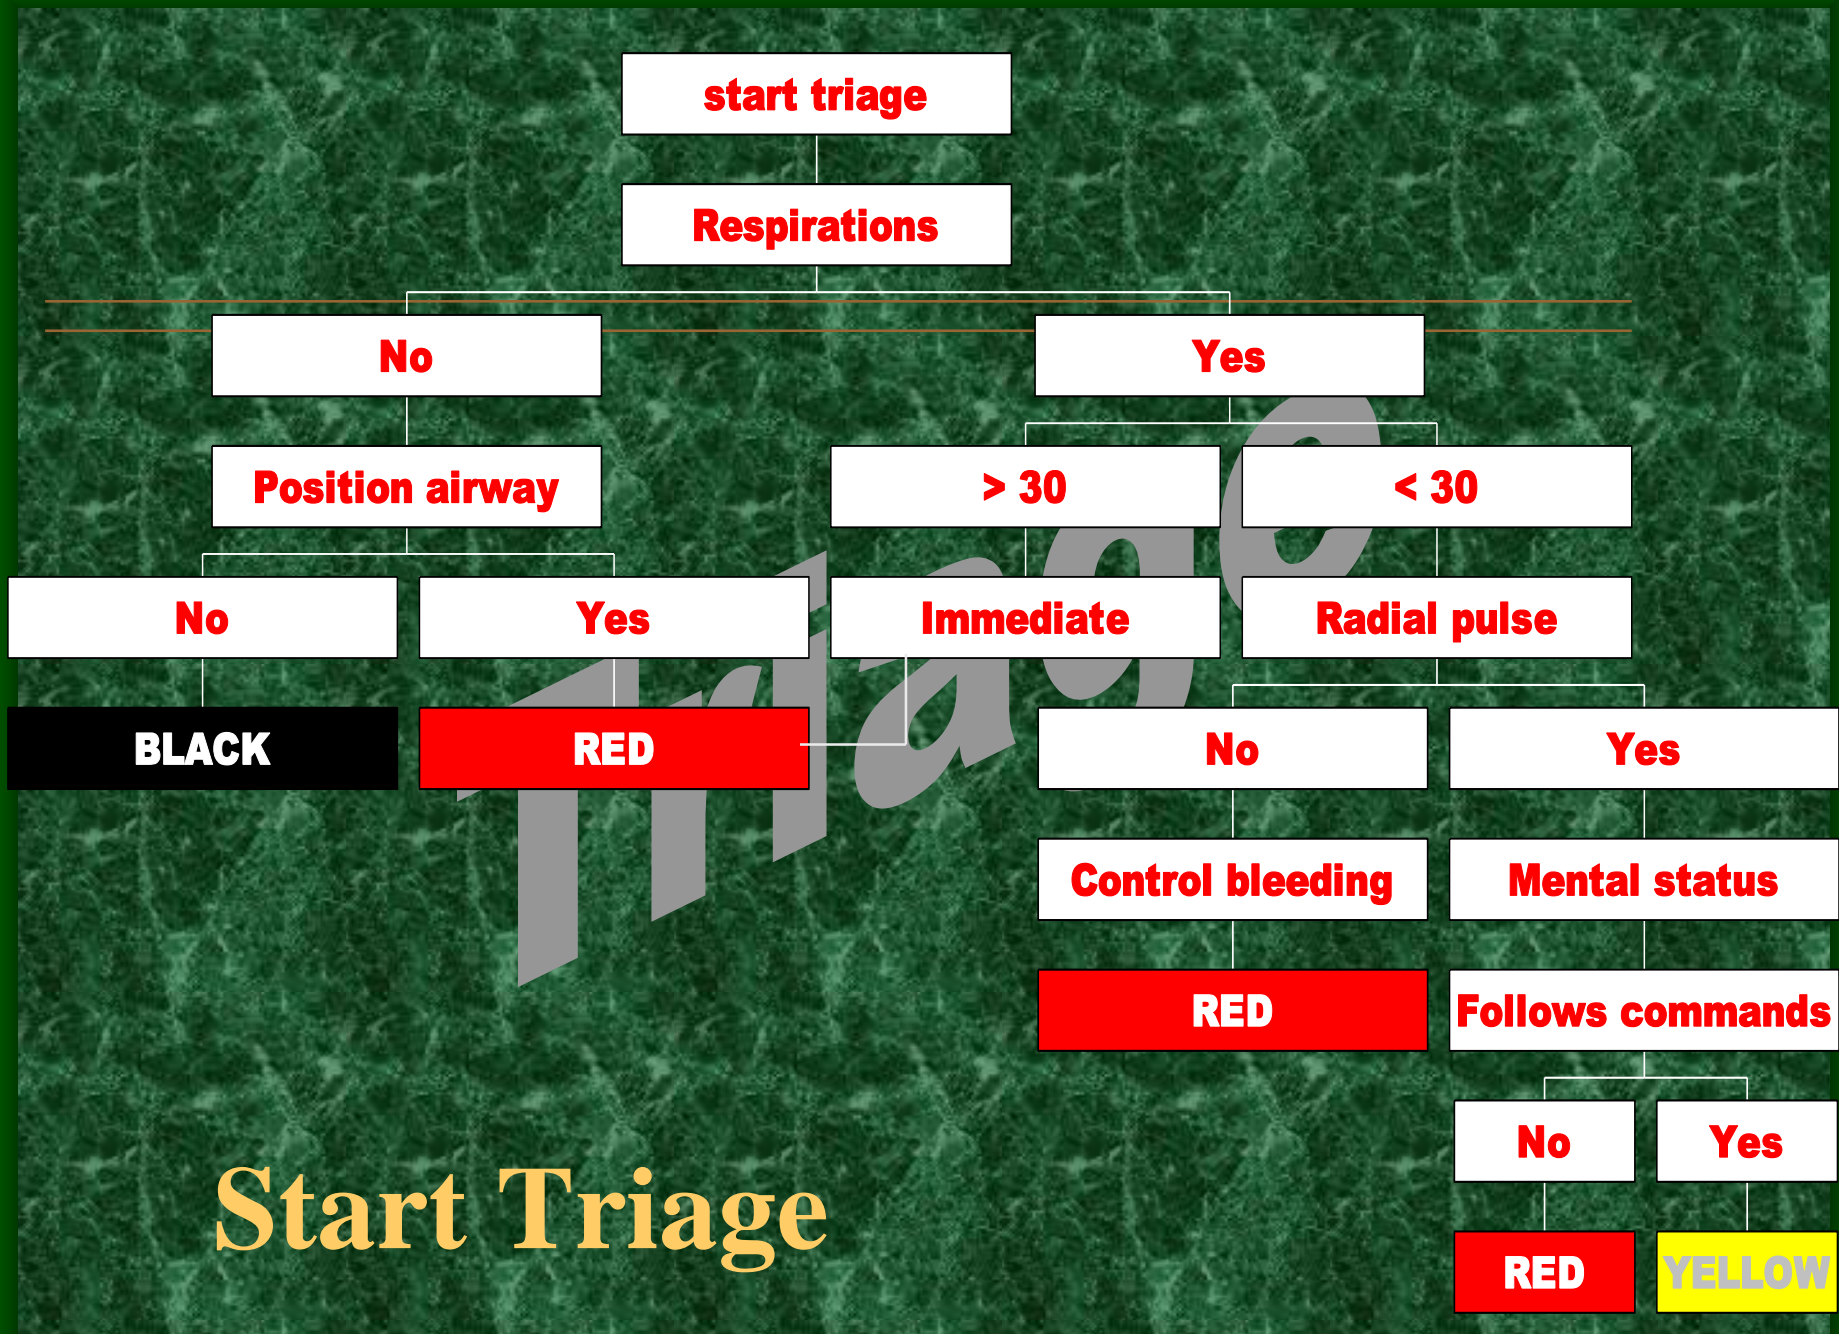 start triage
Respirations
No
Yes
Position airway
> 30
< 30
No
Yes
Immediate
Radial pulse
BLACK
RED
No
Yes
Control bleeding
Mental status
RED
Follows commands
No
Yes
RED
YELLOW
Triage
Start Triage